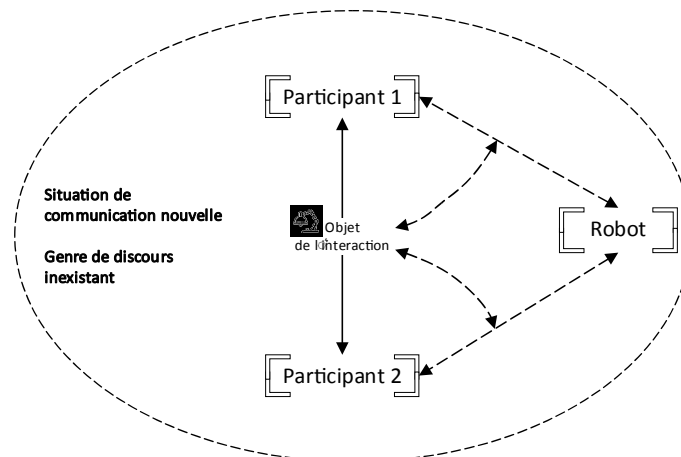 Participant 1
Situation de
communication nouvelle
Genre de discours
inexistant
Objet
de l'interaction
Robot
Participant 2